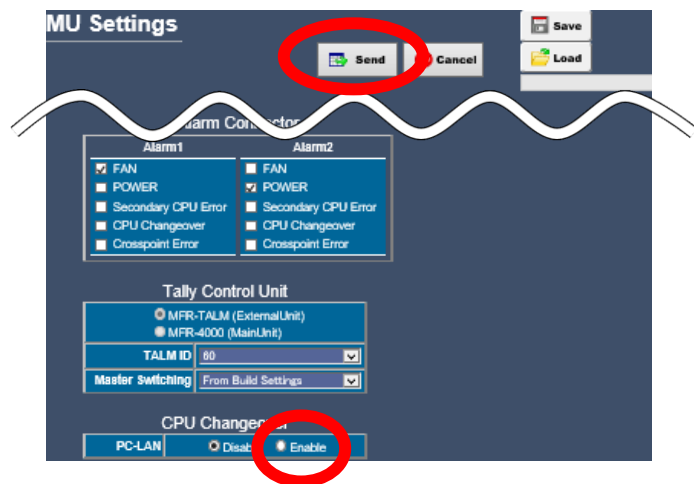 MU Settings
Save
Send
Cancel
Load
Alarm1
Alarm2
FAN
FAN
POWER
POWER
Secondary CPU Error
Secondary CPU Error
CPU Changeover
CPU Changeover
Crosspoint Error
Crosspoint Error
Tally Control Unit
MFR-TALM (ExternalUnit)
MFR-4000 (MainUnit)
TALM ID 60
Master Switching From Build Settings
CPU
PC-LAN Enable